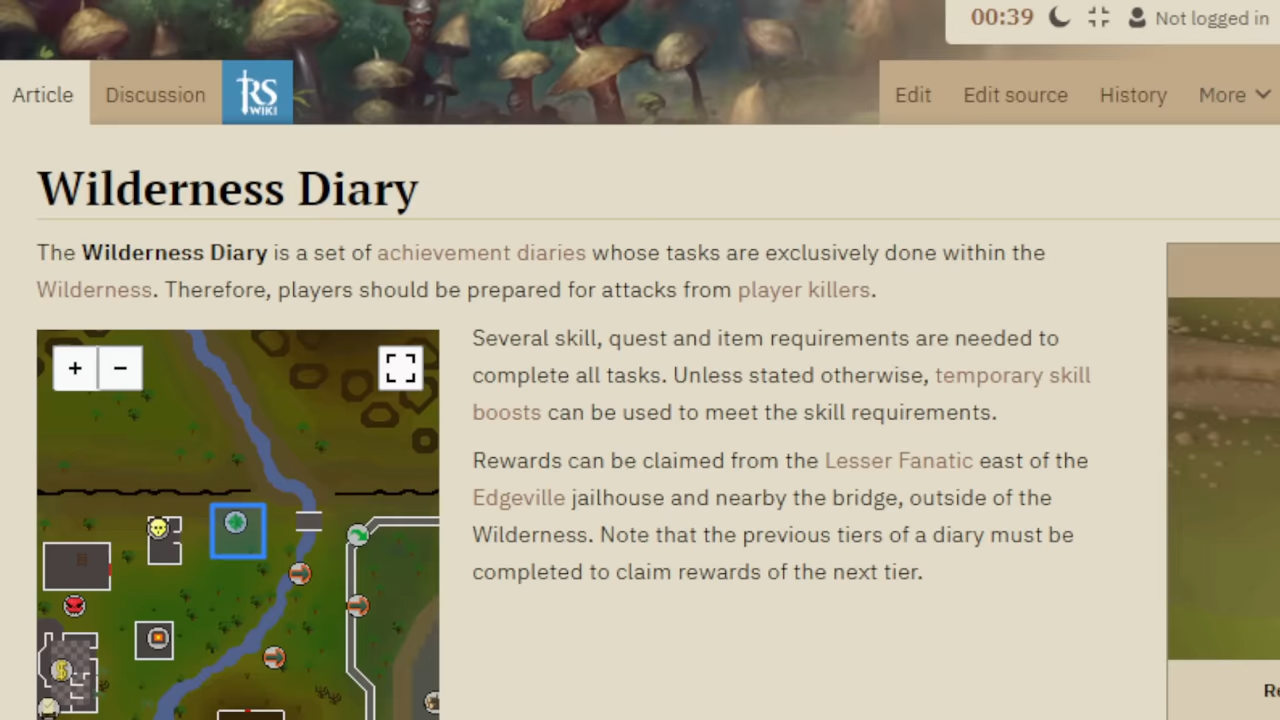 00:39 Not logged in
Article Discussion RS WIKI Edit Edit source History More
Wilderness Diary
The Wilderness Diary is a set of achievement diaries whose tasks are exclusively done within the
Wilderness. Therefore, players should be prepared for attacks from player killers.
+ −
Several skill, quest and item requirements are needed to
complete all tasks. Unless stated otherwise, temporary skill
boosts can be used to meet the skill requirements.
Rewards can be claimed from the Lesser Fanatic east of the
Edgeville jailhouse and nearby the bridge, outside of the
Wilderness. Note that the previous tiers of a diary must be
completed to claim rewards of the next tier.